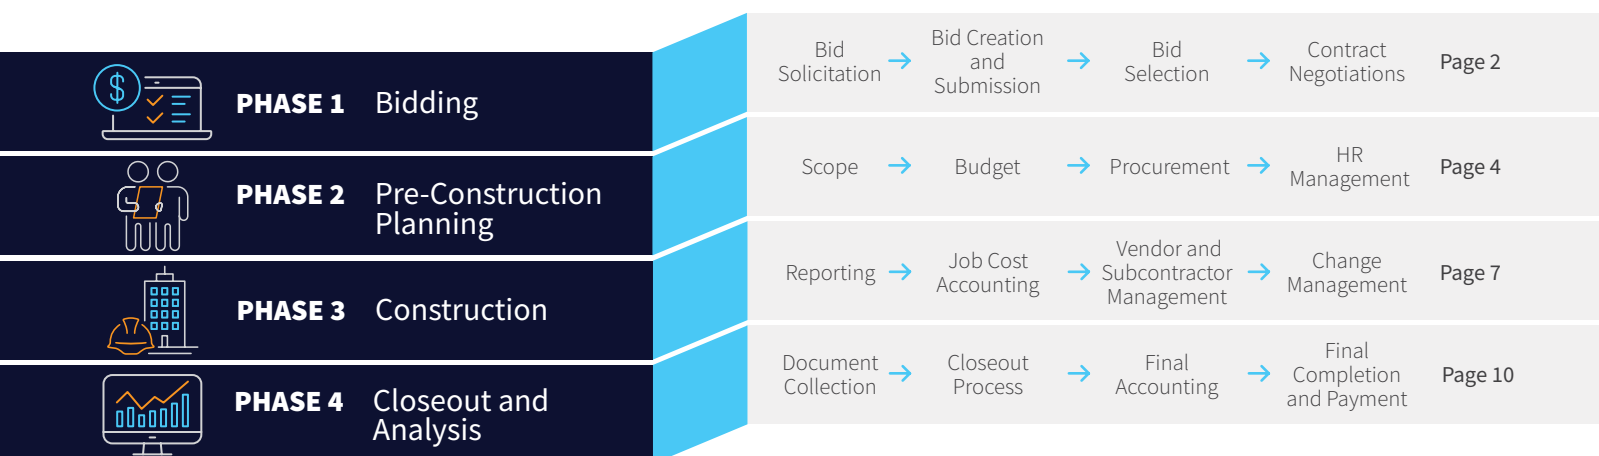 PHASE 1 Bidding
Bid
Solicitation
Bid Creation
and
Submission
Bid
Selection
Contract
Negotiations
Page 2
PHASE 2 Pre-Construction
Planning
Scope
Budget
Procurement
HR
Management
Page 4
PHASE 3 Construction
Reporting
Job Cost
Accounting
Vendor and
Subcontractor
Management
Change
Management
Page 7
PHASE 4 Closeout and
Analysis
Document
Collection
Closeout
Process
Final
Accounting
Final
Completion
and Payment
Page 10